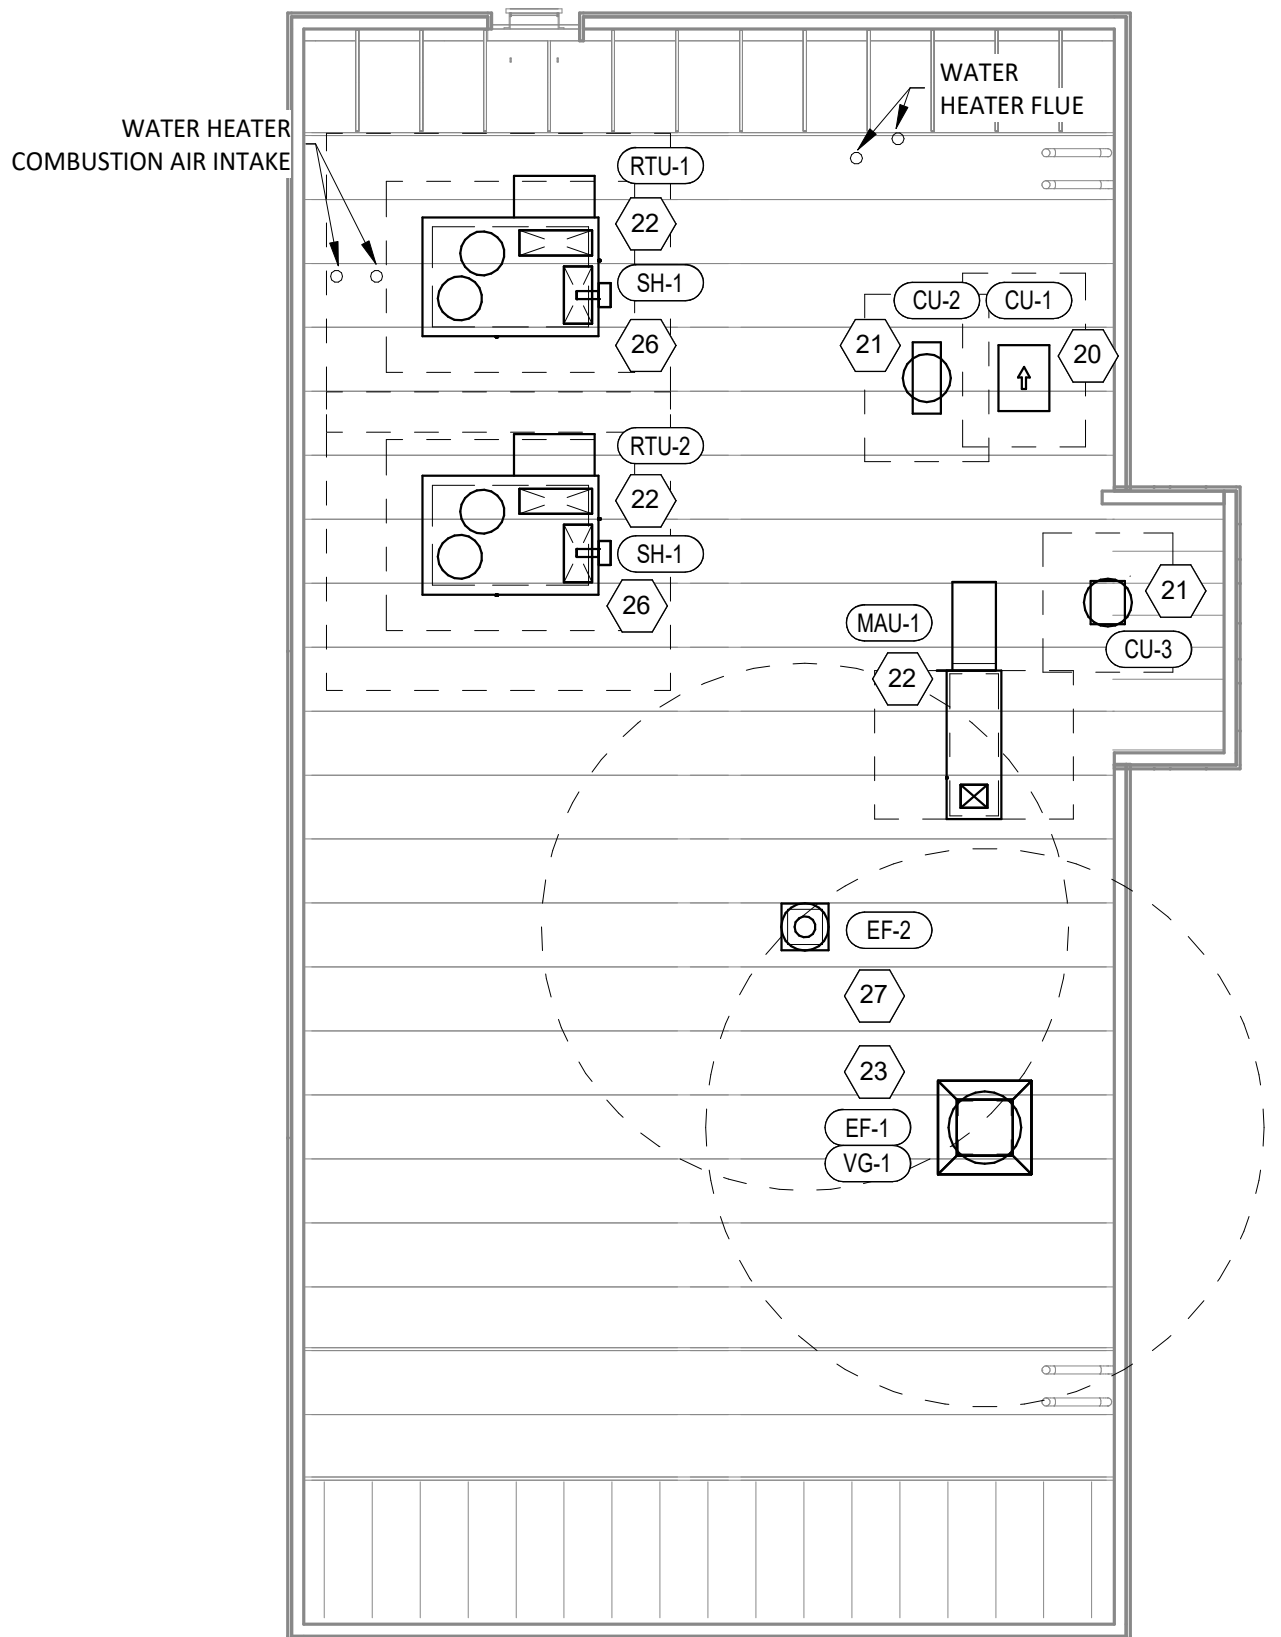 WATER
HEATER FLUE
WATER HEATER
COMBUSTION AIR INTAKE
RTU-1
22
SH-1
26
CU-2
CU-1
21
20
RTU-2
22
SH-1
26
MAU-1
22
21
CU-3
EF-2
27
23
EF-1
VG-1